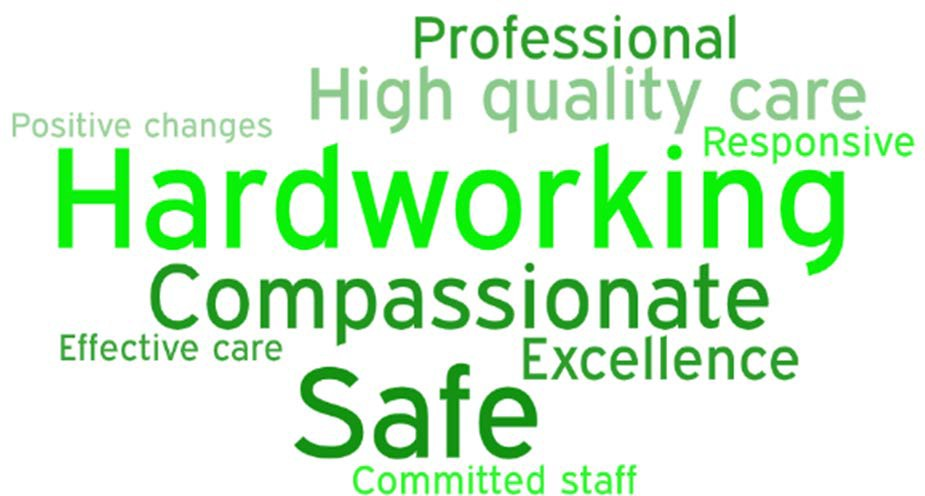 Professional
High quality care
Positive changes
Responsive
Hardworking
Compassionate
Effective care
Excellence
Safe
Committed staff